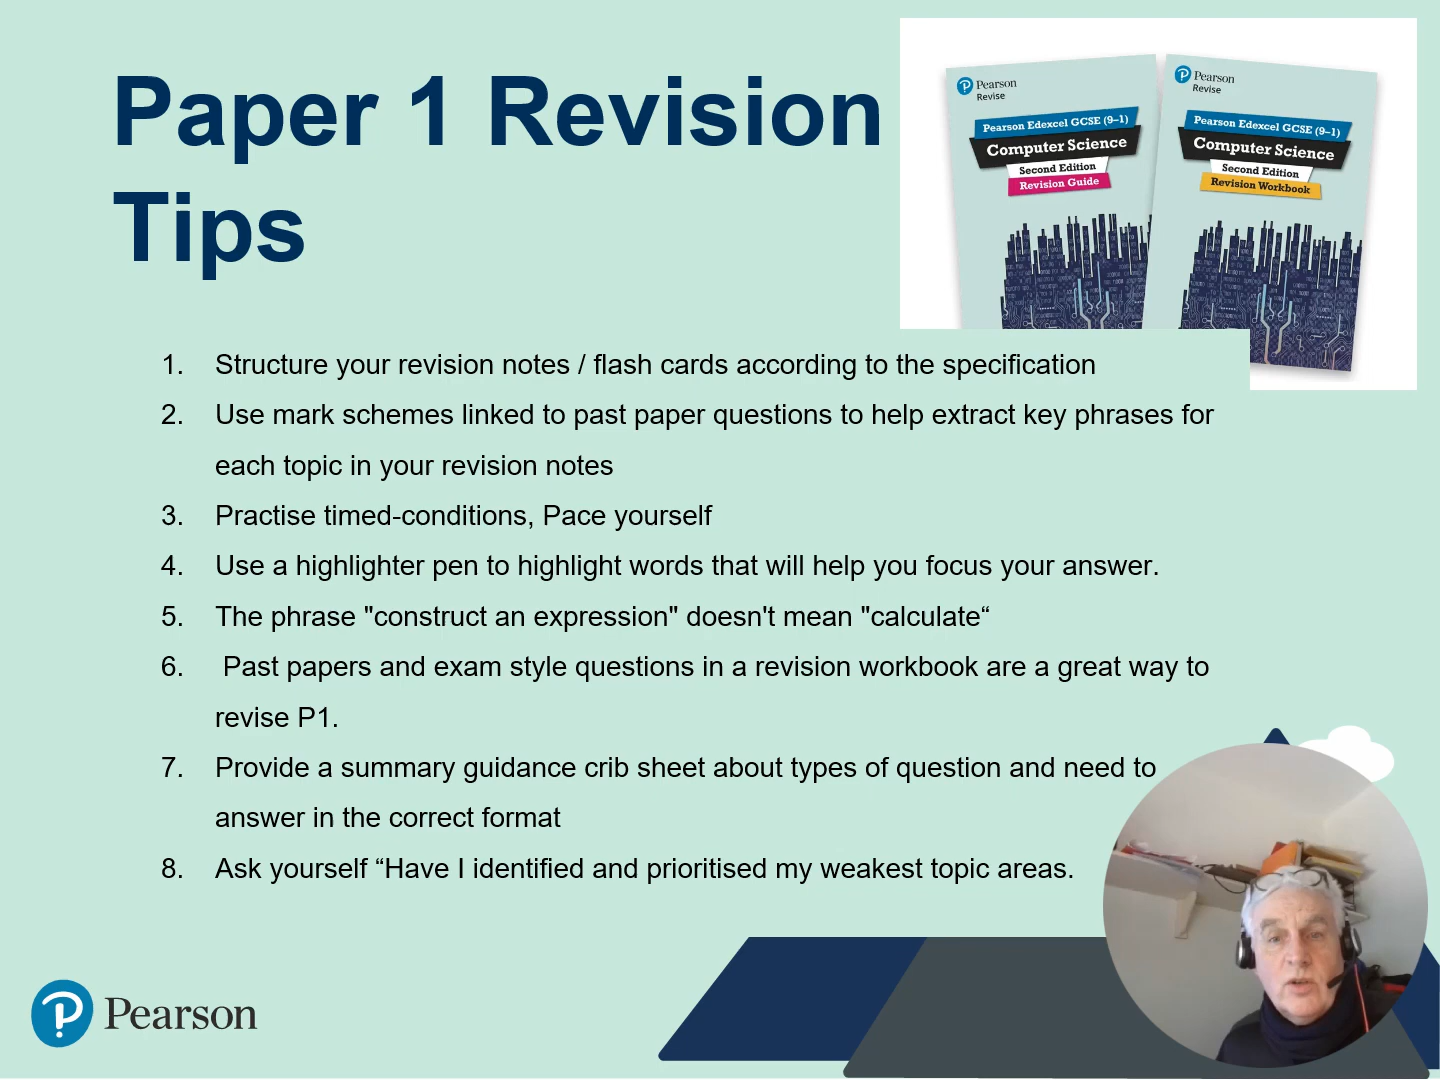 Paper 1 Revision
Tips
Pearson
Revise
Pearson Edexcel GCSE (9–1)
Computer Science
Second Edition
Revision Guide
Pearson
Revise
Pearson Edexcel GCSE (9–1)
Computer Science
Second Edition
Revision Workbook
1. Structure your revision notes / flash cards according to the specification
2. Use mark schemes linked to past paper questions to help extract key phrases for
each topic in your revision notes
3. Practise timed-conditions, Pace yourself
4. Use a highlighter pen to highlight words that will help you focus your answer.
5. The phrase "construct an expression" doesn't mean "calculate“
6. Past papers and exam style questions in a revision workbook are a great way to
revise P1.
7. Provide a summary guidance crib sheet about types of question and need to
answer in the correct format
8. Ask yourself “Have I identified and prioritised my weakest topic areas.
Pearson